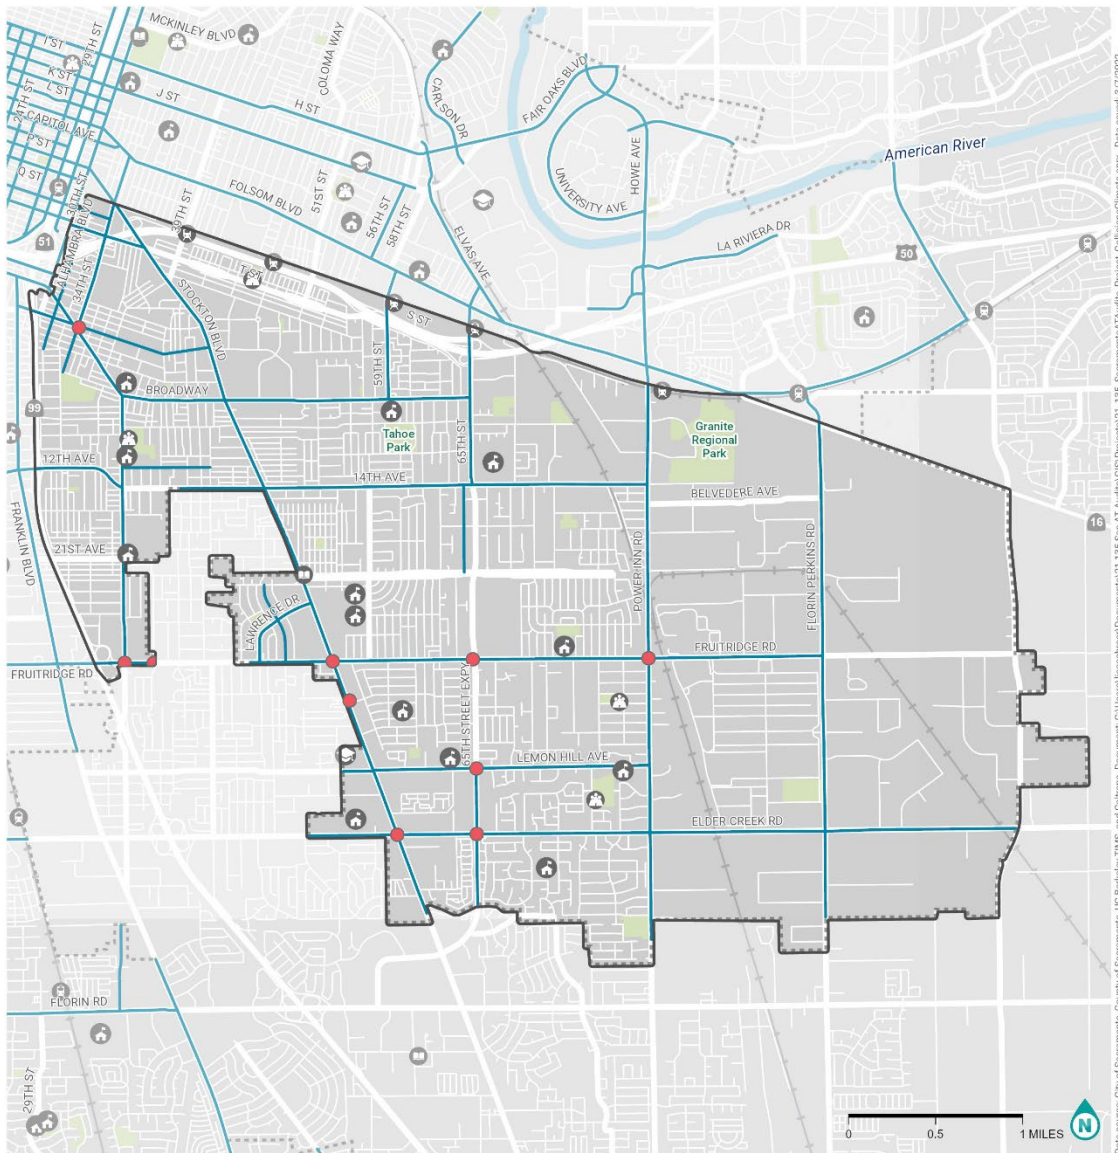 MCKINLEY BLVD
29TH ST
COLOMA WAY
I ST
K ST
L ST
24TH ST
J ST
H ST
CARLSON DR
FAIR OAKS BLVD
CAPITOL AVE
P ST
Q ST
HOWE AVE
American River
FOLSOM BLVD
51ST ST
56TH ST
58TH ST
UNIVERSITY AVE
30TH ST
39TH ST
ELVAS AVE
LA RIVIERA DR
51
50
ALHAMBRA BLVD
34TH ST
T ST
STOCKTON BLVD
S ST
59TH ST
BROADWAY
99
65TH ST
Tahoe
Park
Granite
Regional
Park
12TH AVE
14TH AVE
BELVEDERE AVE
16
FRANKLIN BLVD
21ST AVE
POWER INN RD
FLORIN PERKINS RD
LAWRENCE DR
FRUITRIDGE RD
FRUITRIDGE RD
65TH STREET EXPY
LEMON HILL AVE
ELDER CREEK RD
FLORIN RD
29TH ST
0
0.5
1 MILES
N